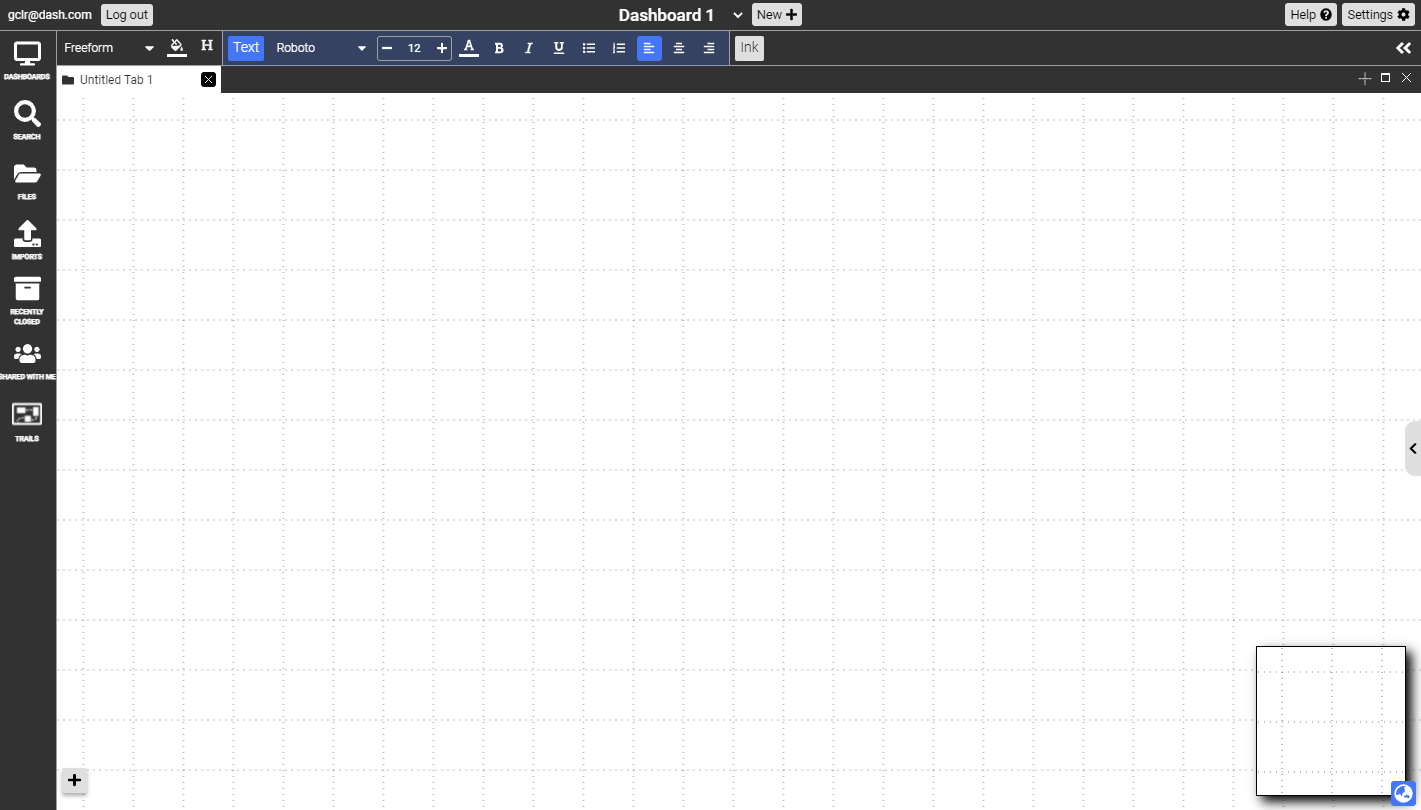 gclr@dash.com Log out Dashboard 1 New Help Settings
Freeform H Text Roboto 12 A B I U Ink
Untitled Tab 1
DASHBOARDS
SEARCH
FILES
IMPORTS
RECENTLY
CLOSED
SHARED WITH ME
TRAILS